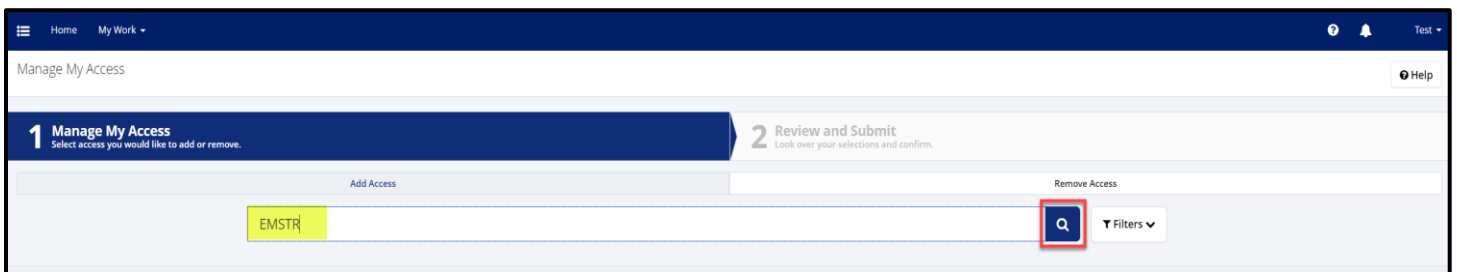 Home My Work Test
Manage My Access
Help
1 Manage My Access
Select access you would like to add or remove.
2 Review and Submit
Look over your selections and confirm.
Add Access Remove Access
EMSTR Filters